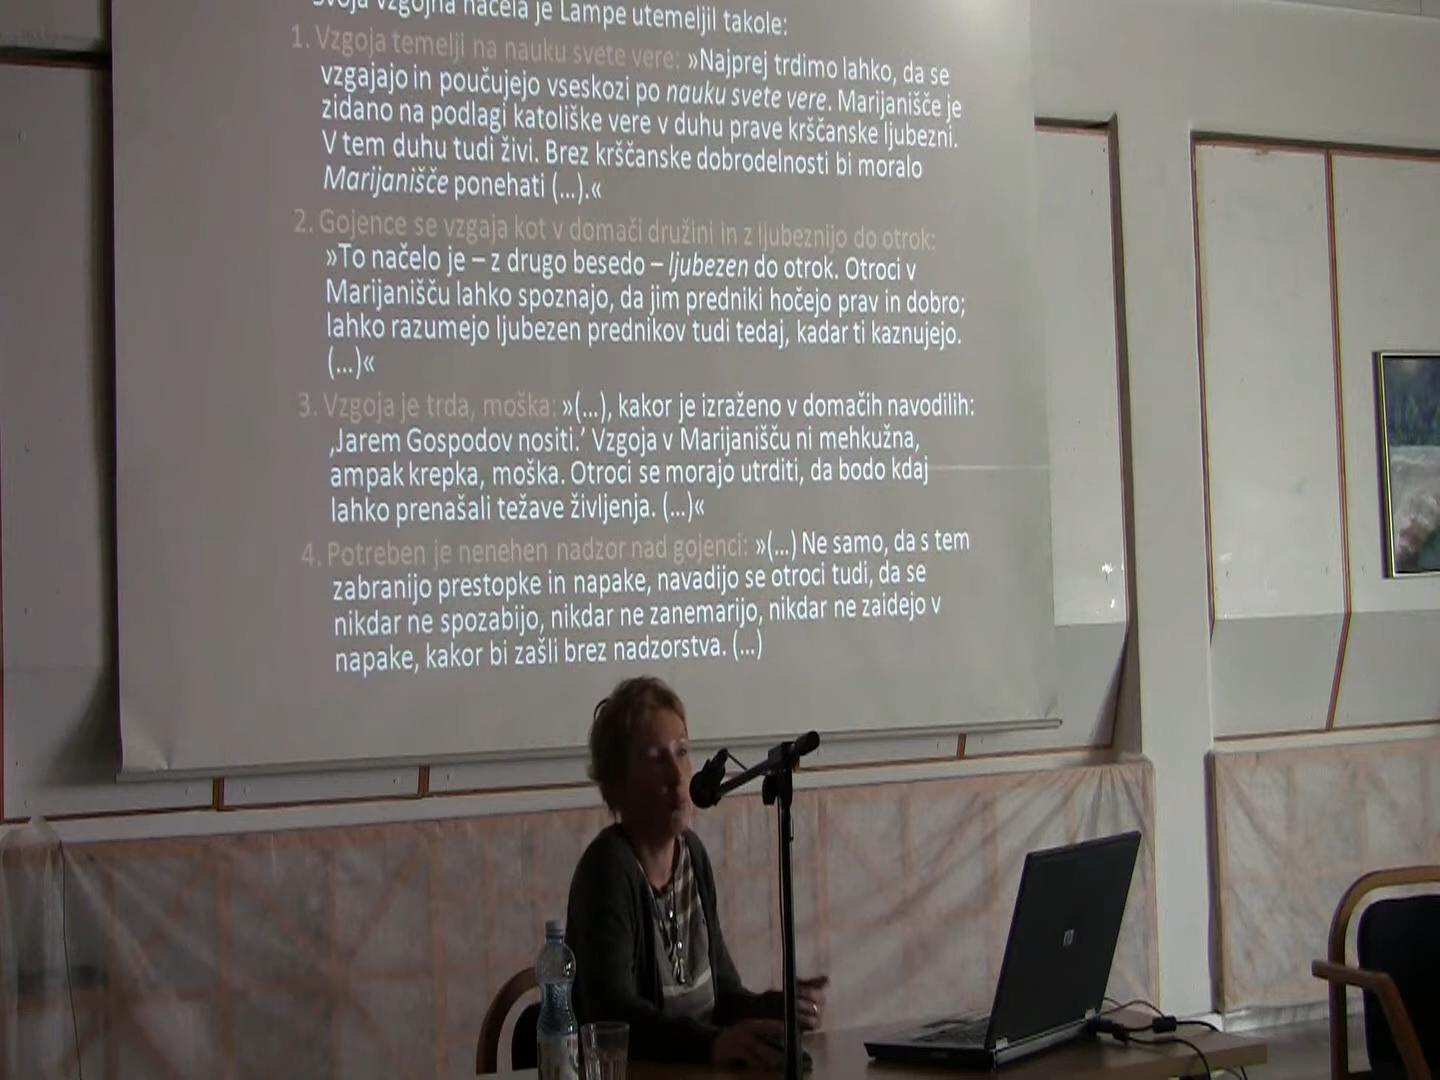 Svoja vzgojna načela je Lampe utemeljil takole:
1. Vzgoja temelji na nauku svete vere: »Najprej trdimo lahko, da se
vzgajajo in poučujejo vseskozi po nauku svete vere. Marijanišče je
zidano na podlagi katoliške vere v duhu prave krščanske ljubezni.
V tem duhu tudi živi. Brez krščanske dobrodelnosti bi moralo
Marijanišče ponehati (...).«
2. Gojence se vzgaja kot v domači družini in z ljubeznijo do otrok:
»To načelo je – z drugo besedo – ljubezen do otrok. Otroci v
Marijanišču lahko spoznajo, da jim predniki hočejo prav in dobro;
lahko razumejo ljubezen prednikov tudi tedaj, kadar ti kaznujejo.
(...)«
3. Vzgoja je trda, moška: »(...), kakor je izraženo v domačih navodilih:
‚Jarem Gospodov nositi.’ Vzgoja v Marijanišču ni mehkužna,
ampak krepka, moška. Otroci se morajo utrditi, da bodo kdaj
lahko prenašali težave življenja. (...)«
4. Potreben je nenehen nadzor nad gojenci: »(...) Ne samo, da s tem
zabranijo prestopke in napake, navadijo se otroci tudi, da se
nikdar ne spozabijo, nikdar ne zanemarijo, nikdar ne zaidejo v
napake, kakor bi zašli brez nadzorstva. (...)
hp